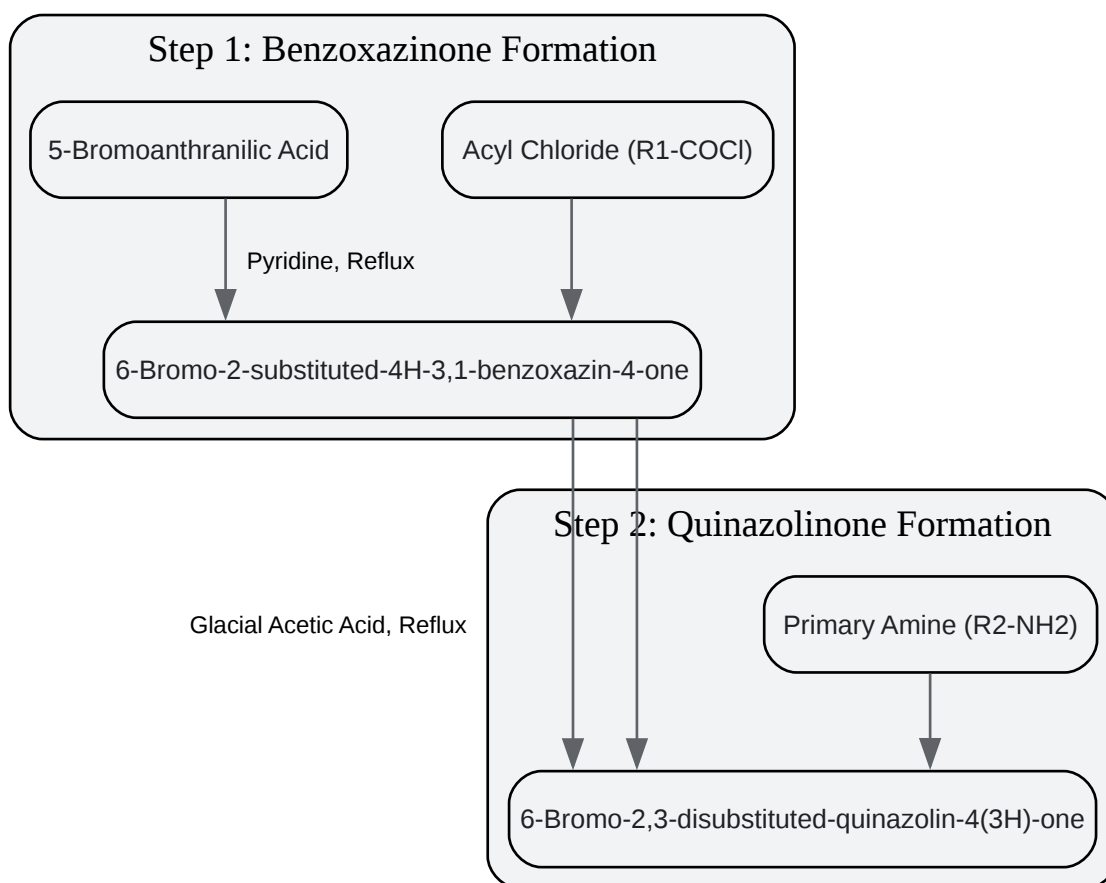 Step 1: Benzoxazinone Formation
5-Bromoanthranilic Acid
Acyl Chloride (R1-COCl)
Pyridine, Reflux
6-Bromo-2-substituted-4H-3,1-benzoxazin-4-one
Step 2: Quinazolinone Formation
Glacial Acetic Acid, Reflux
Primary Amine (R2-NH2)
6-Bromo-2,3-disubstituted-quinazolin-4(3H)-one